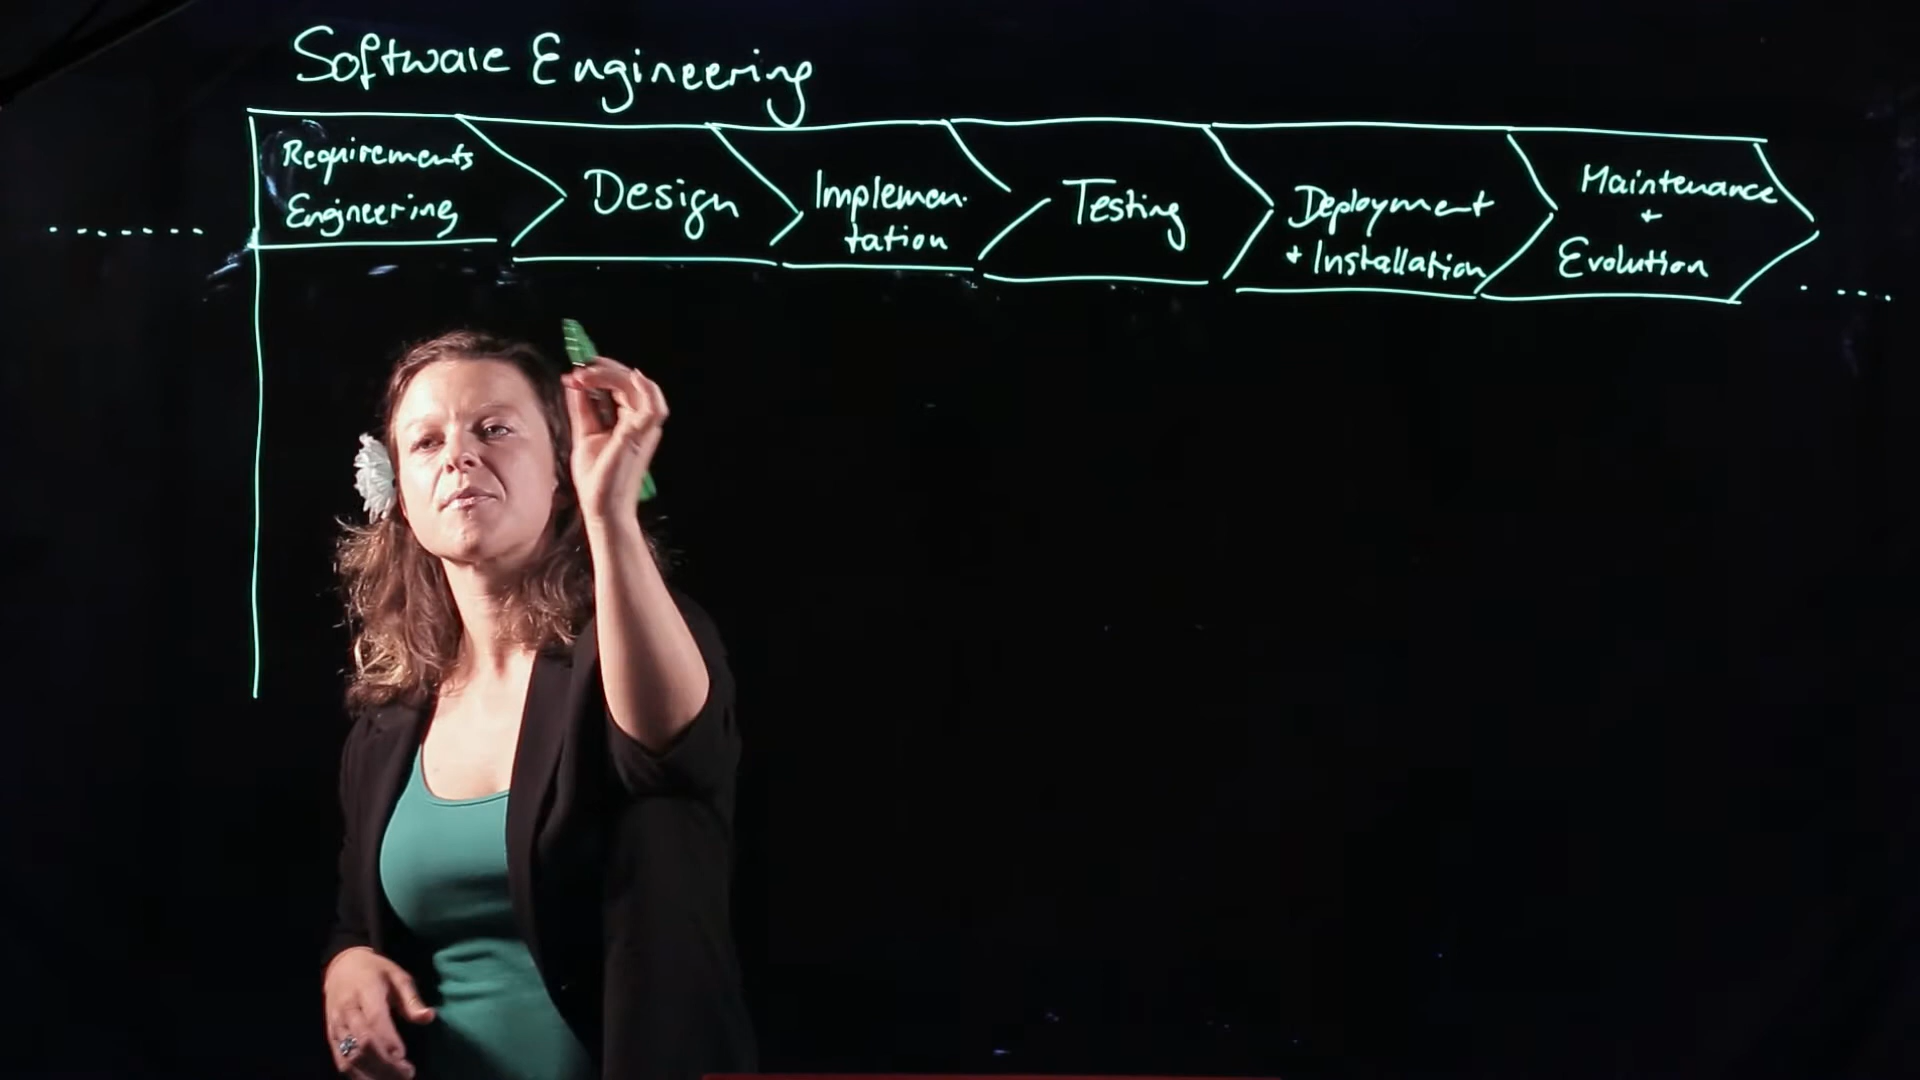 Software Engineering
Requirements
Engineering
Design
Implemen-
tation
Testing
Deployment
+ Installation
Maintenance
+
Evolution